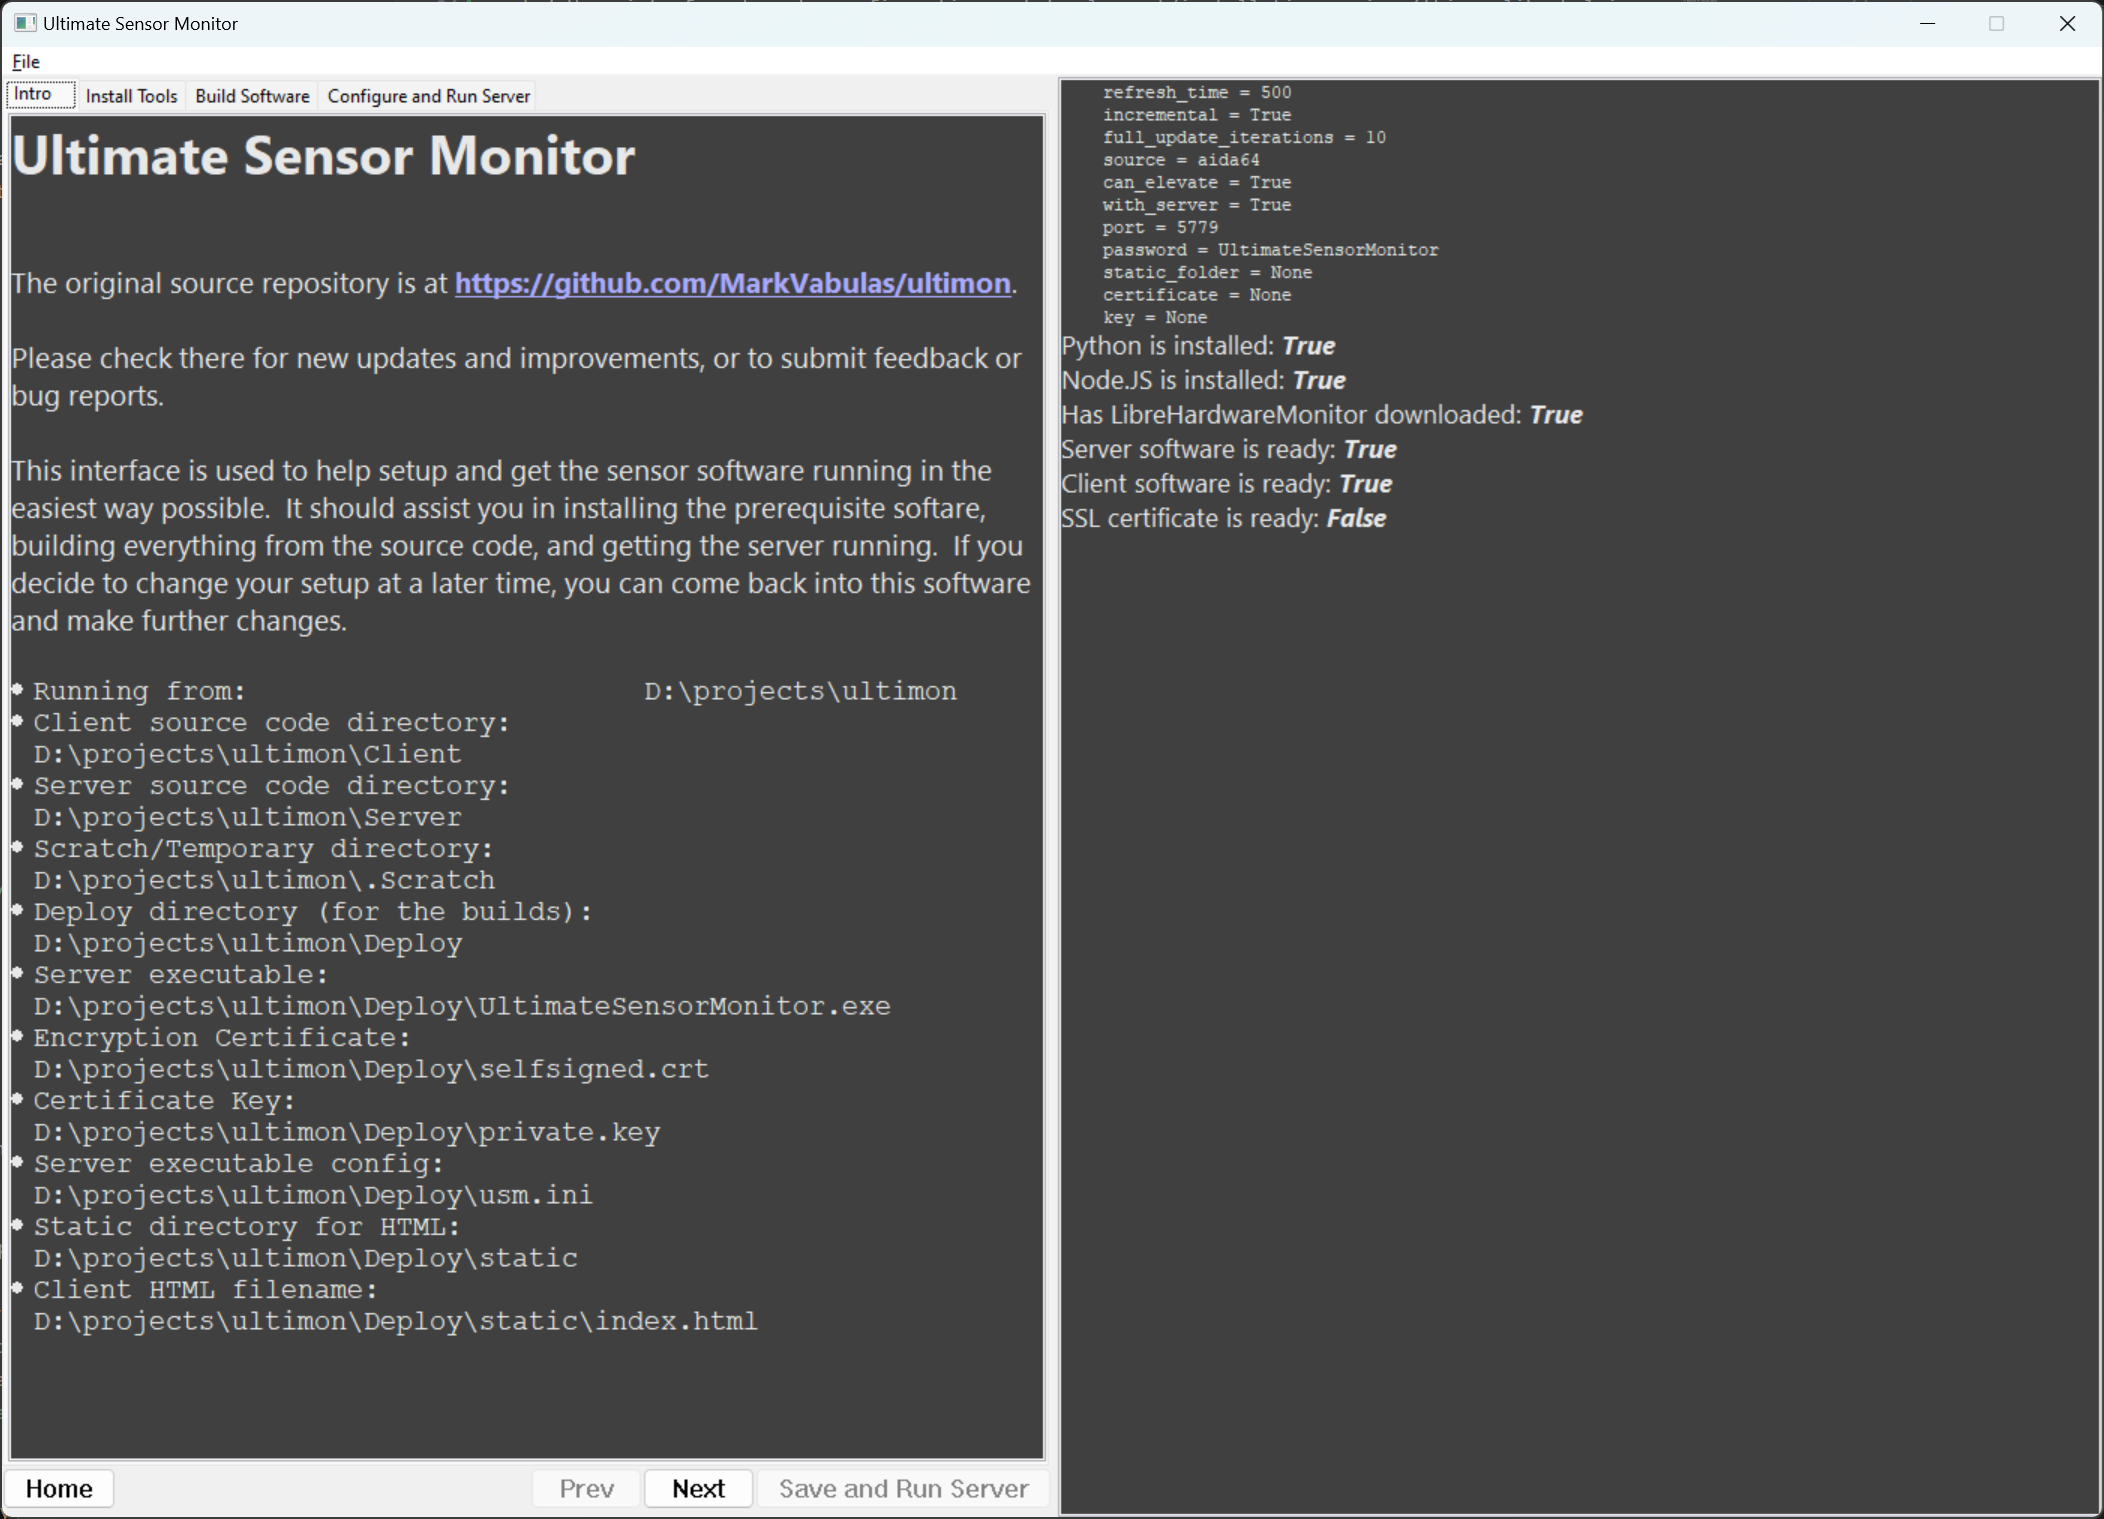 Ultimate Sensor Monitor
File
Intro
Install Tools
Build Software
Configure and Run Server
Ultimate Sensor Monitor
The original source repository is at https://github.com/MarkVabulas/ultimon.
Please check there for new updates and improvements, or to submit feedback or
bug reports.
This interface is used to help setup and get the sensor software running in the
easiest way possible.  It should assist you in installing the prerequisite softare,
building everything from the source code, and getting the server running.  If you
decide to change your setup at a later time, you can come back into this software
and make further changes.
• Running from: D:\projects\ultimon
• Client source code directory:
D:\projects\ultimon\Client
• Server source code directory:
D:\projects\ultimon\Server
• Scratch/Temporary directory:
D:\projects\ultimon\.Scratch
• Deploy directory (for the builds):
D:\projects\ultimon\Deploy
• Server executable:
D:\projects\ultimon\Deploy\UltimateSensorMonitor.exe
• Encryption Certificate:
D:\projects\ultimon\Deploy\selfsigned.crt
• Certificate Key:
D:\projects\ultimon\Deploy\private.key
• Server executable config:
D:\projects\ultimon\Deploy\usm.ini
• Static directory for HTML:
D:\projects\ultimon\Deploy\static
• Client HTML filename:
D:\projects\ultimon\Deploy\static\index.html
Home
Prev
Next
Save and Run Server
refresh_time = 500
incremental = True
full_update_iterations = 10
source = aida64
can_elevate = True
with_server = True
port = 5779
password = UltimateSensorMonitor
static_folder = None
certificate = None
key = None
Python is installed: True
Node.JS is installed: True
Has LibreHardwareMonitor downloaded: True
Server software is ready: True
Client software is ready: True
SSL certificate is ready: False